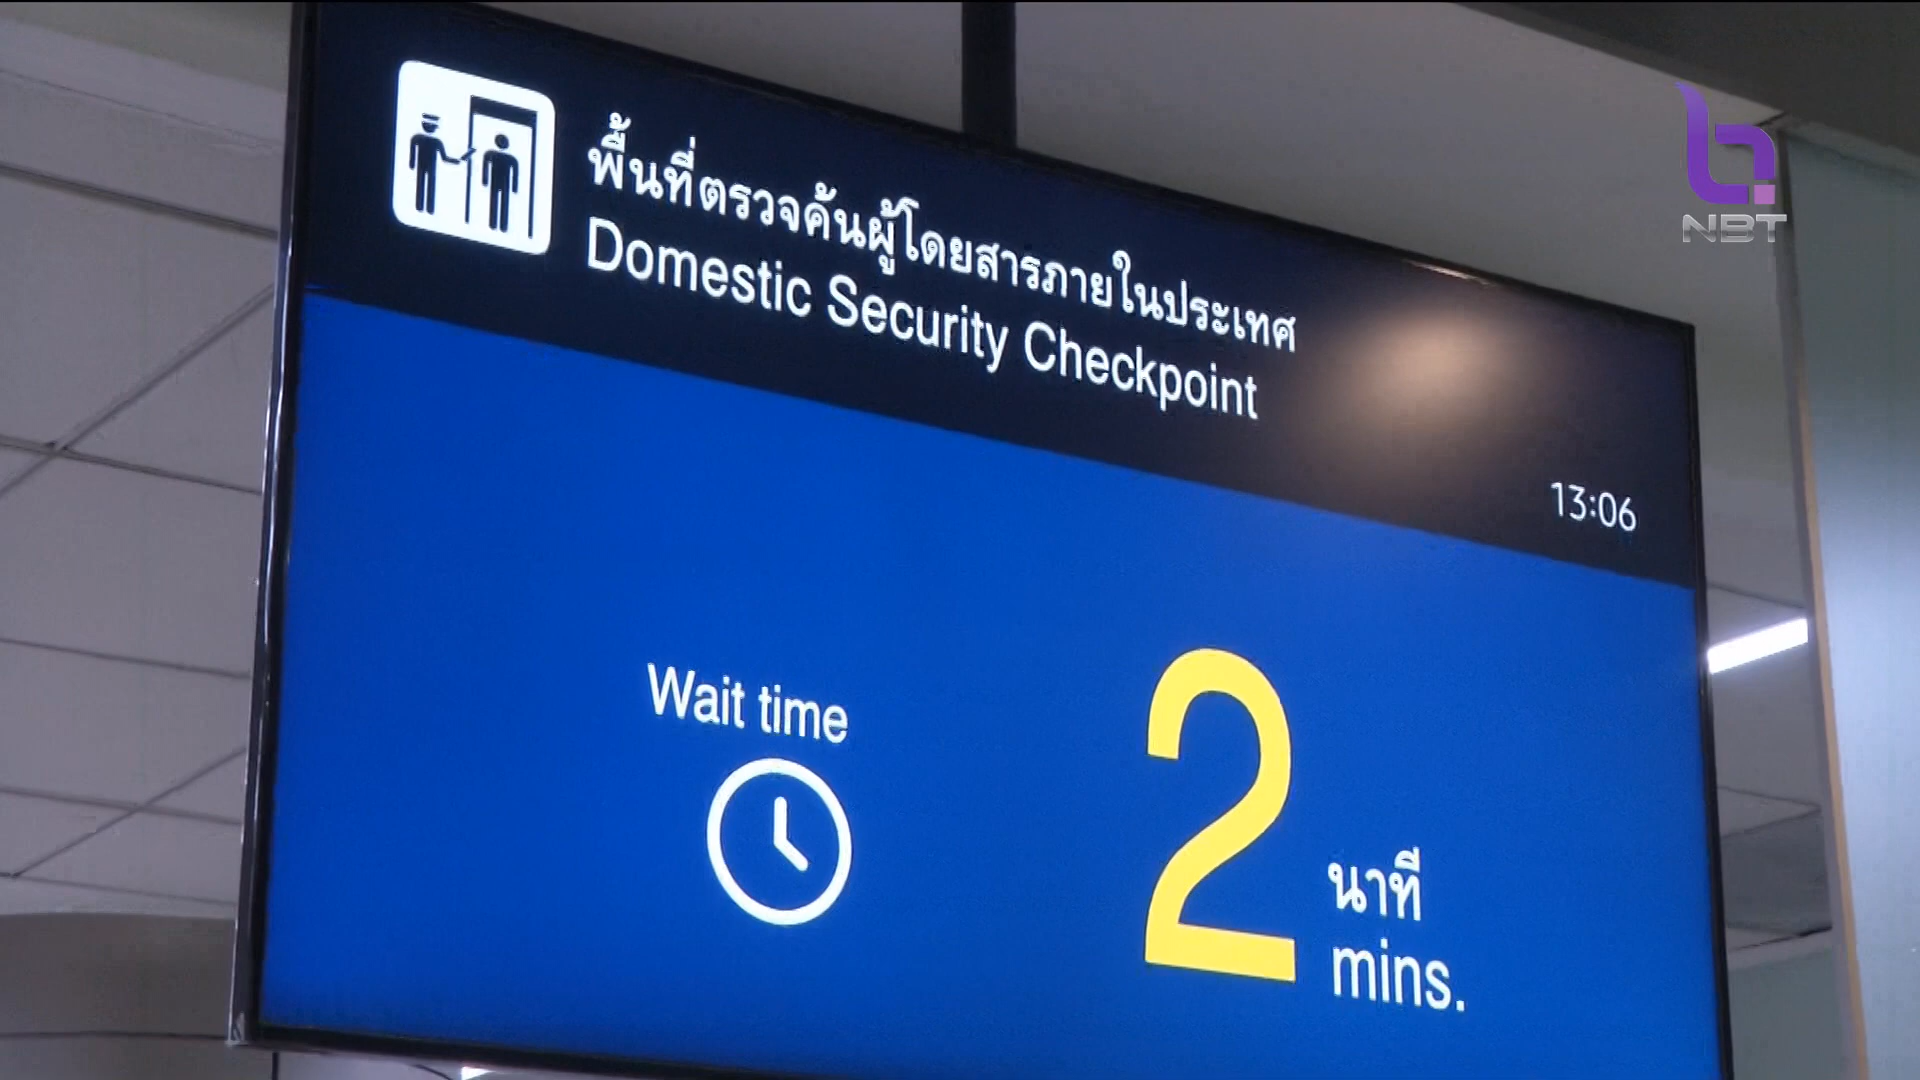 พื้นที่ตรวจค้นผู้โดยสารภายในประเทศ
Domestic Security Checkpoint
13:06
Wait time
2 นาที
mins.
NBT